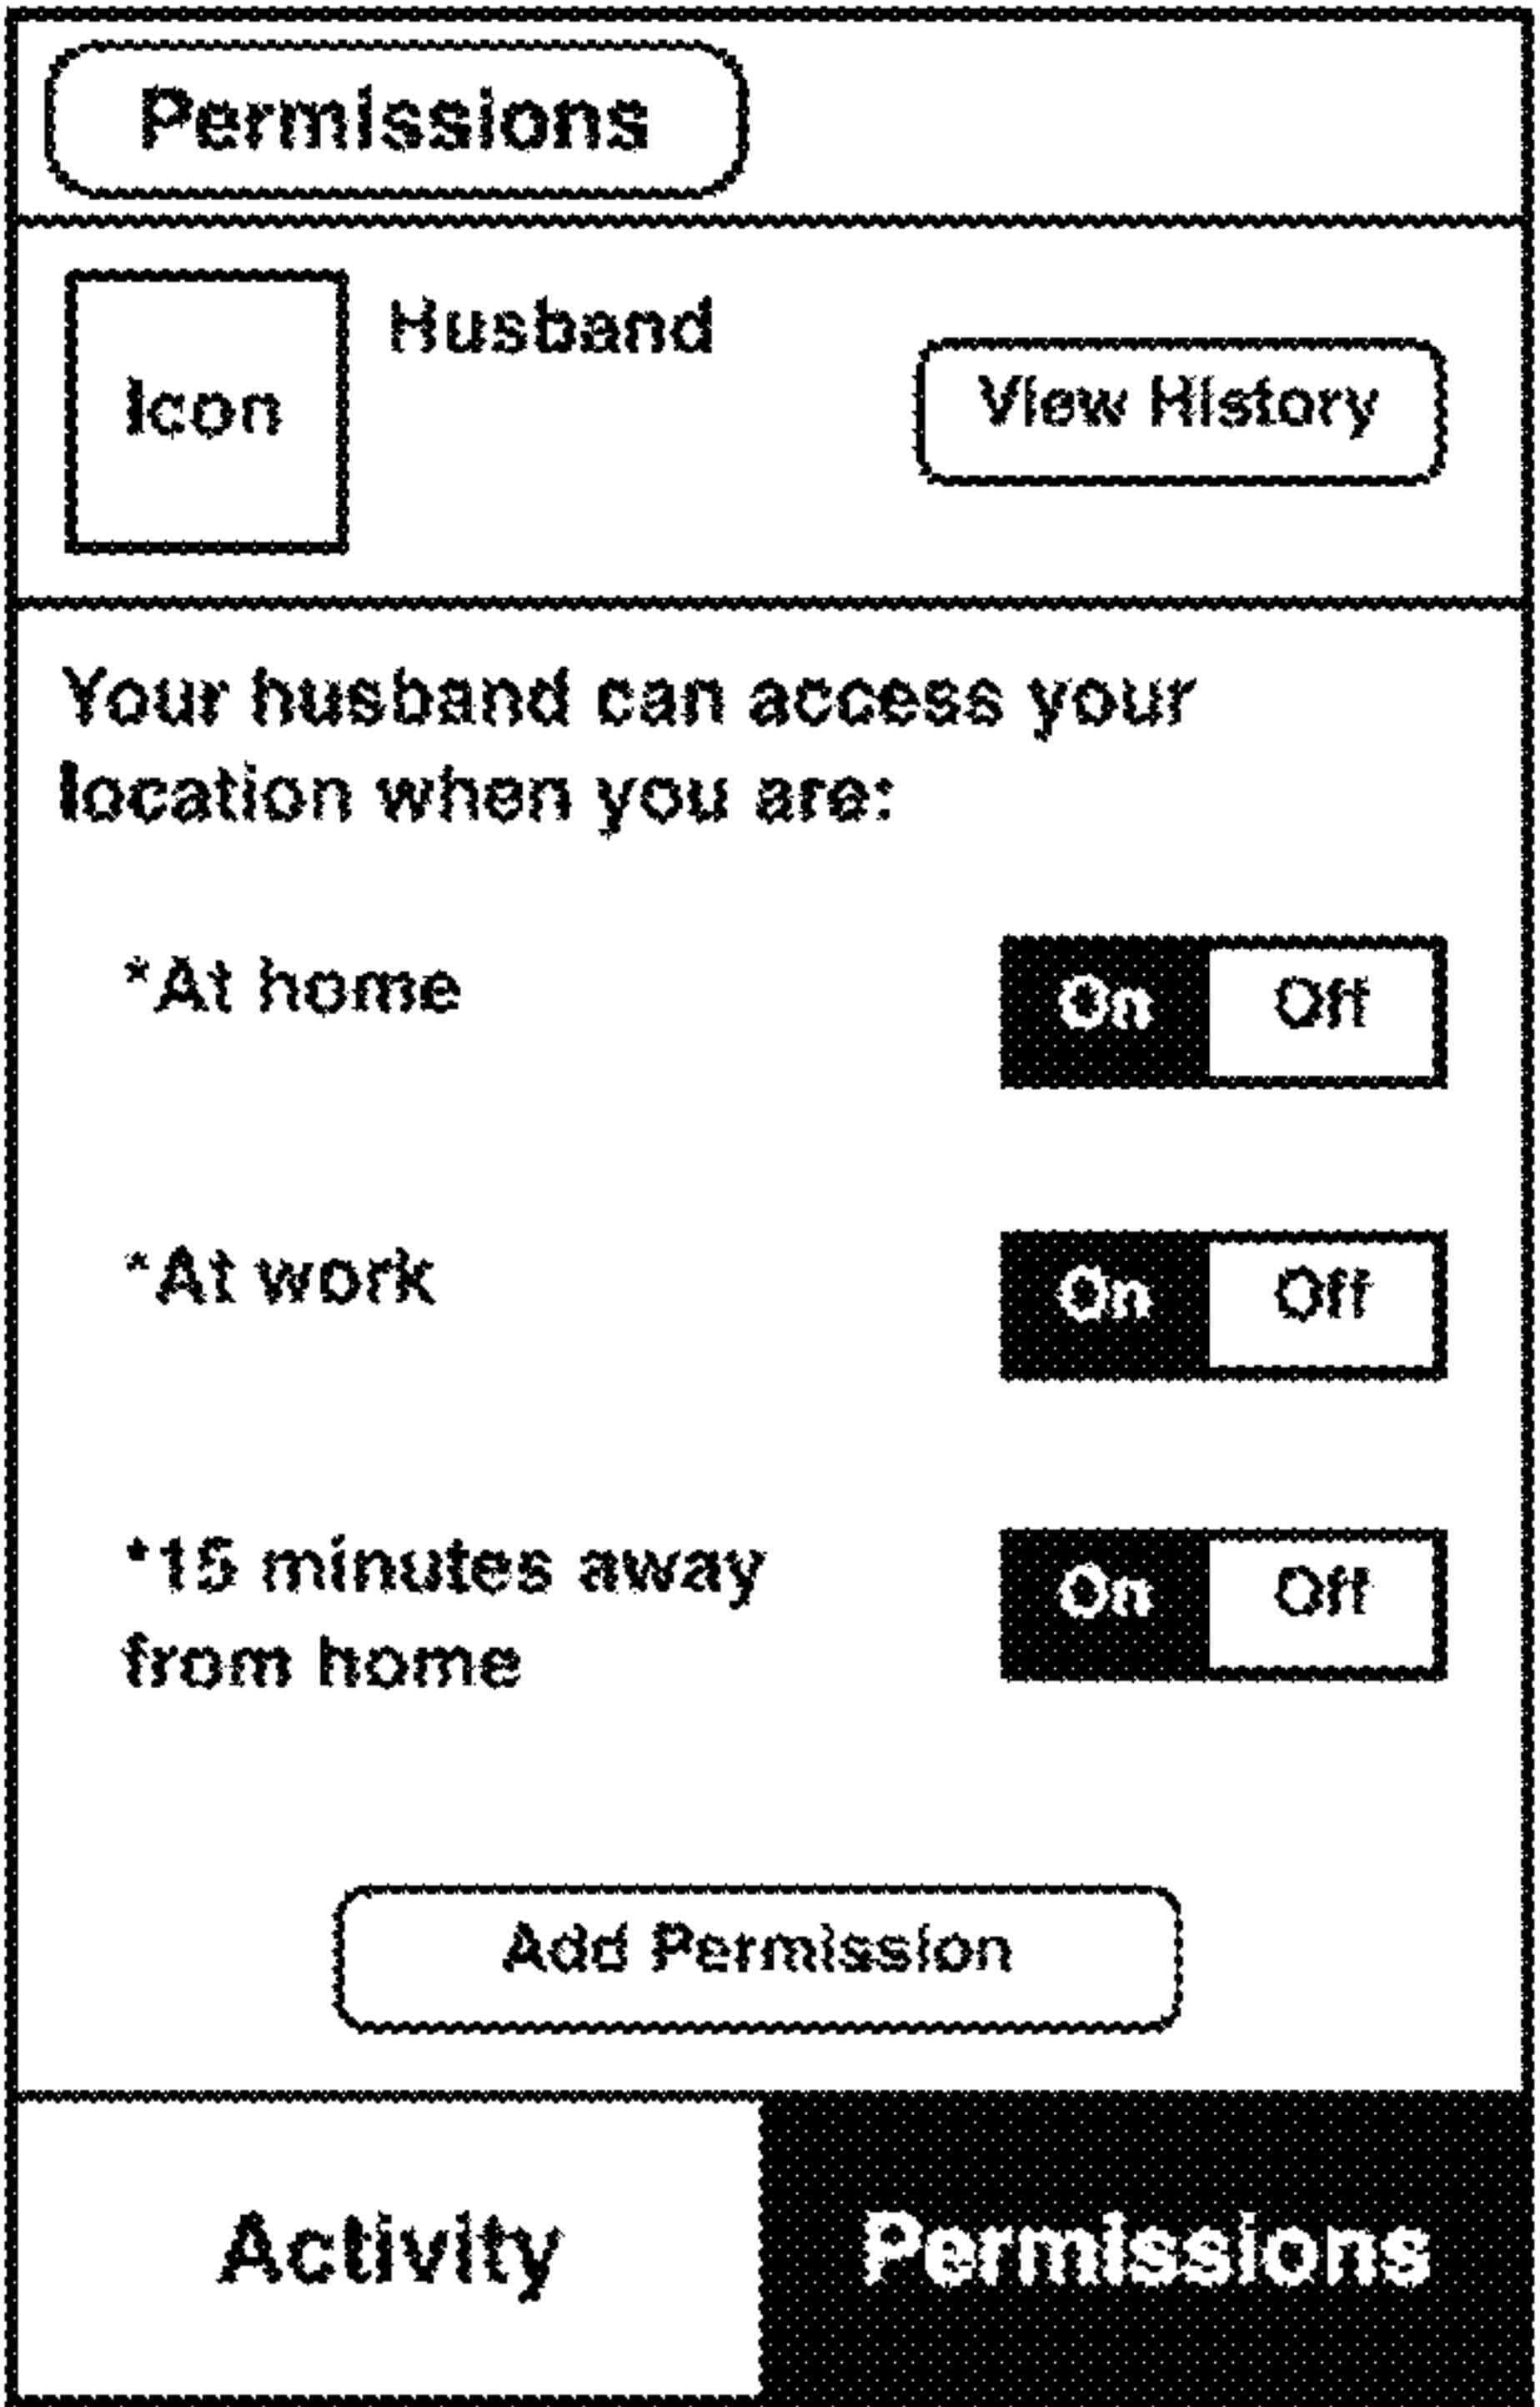 Permissions
Icon
Husband
View History
Your husband can access your
location when you are:
*At home
On
Off
*At work
On
Off
*15 minutes away
from home
On
Off
Add Permission
Activity
Permissions